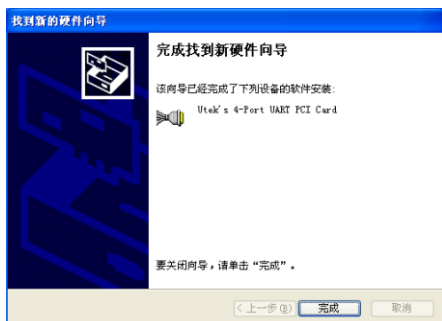 找到新的硬件向导
完成找到新硬件向导
该向导已经完成了下列设备的软件安装:
Utek's 4-Port UART PCI Card
要关闭向导，请单击“完成”。
<上一步(B)
完成
取消